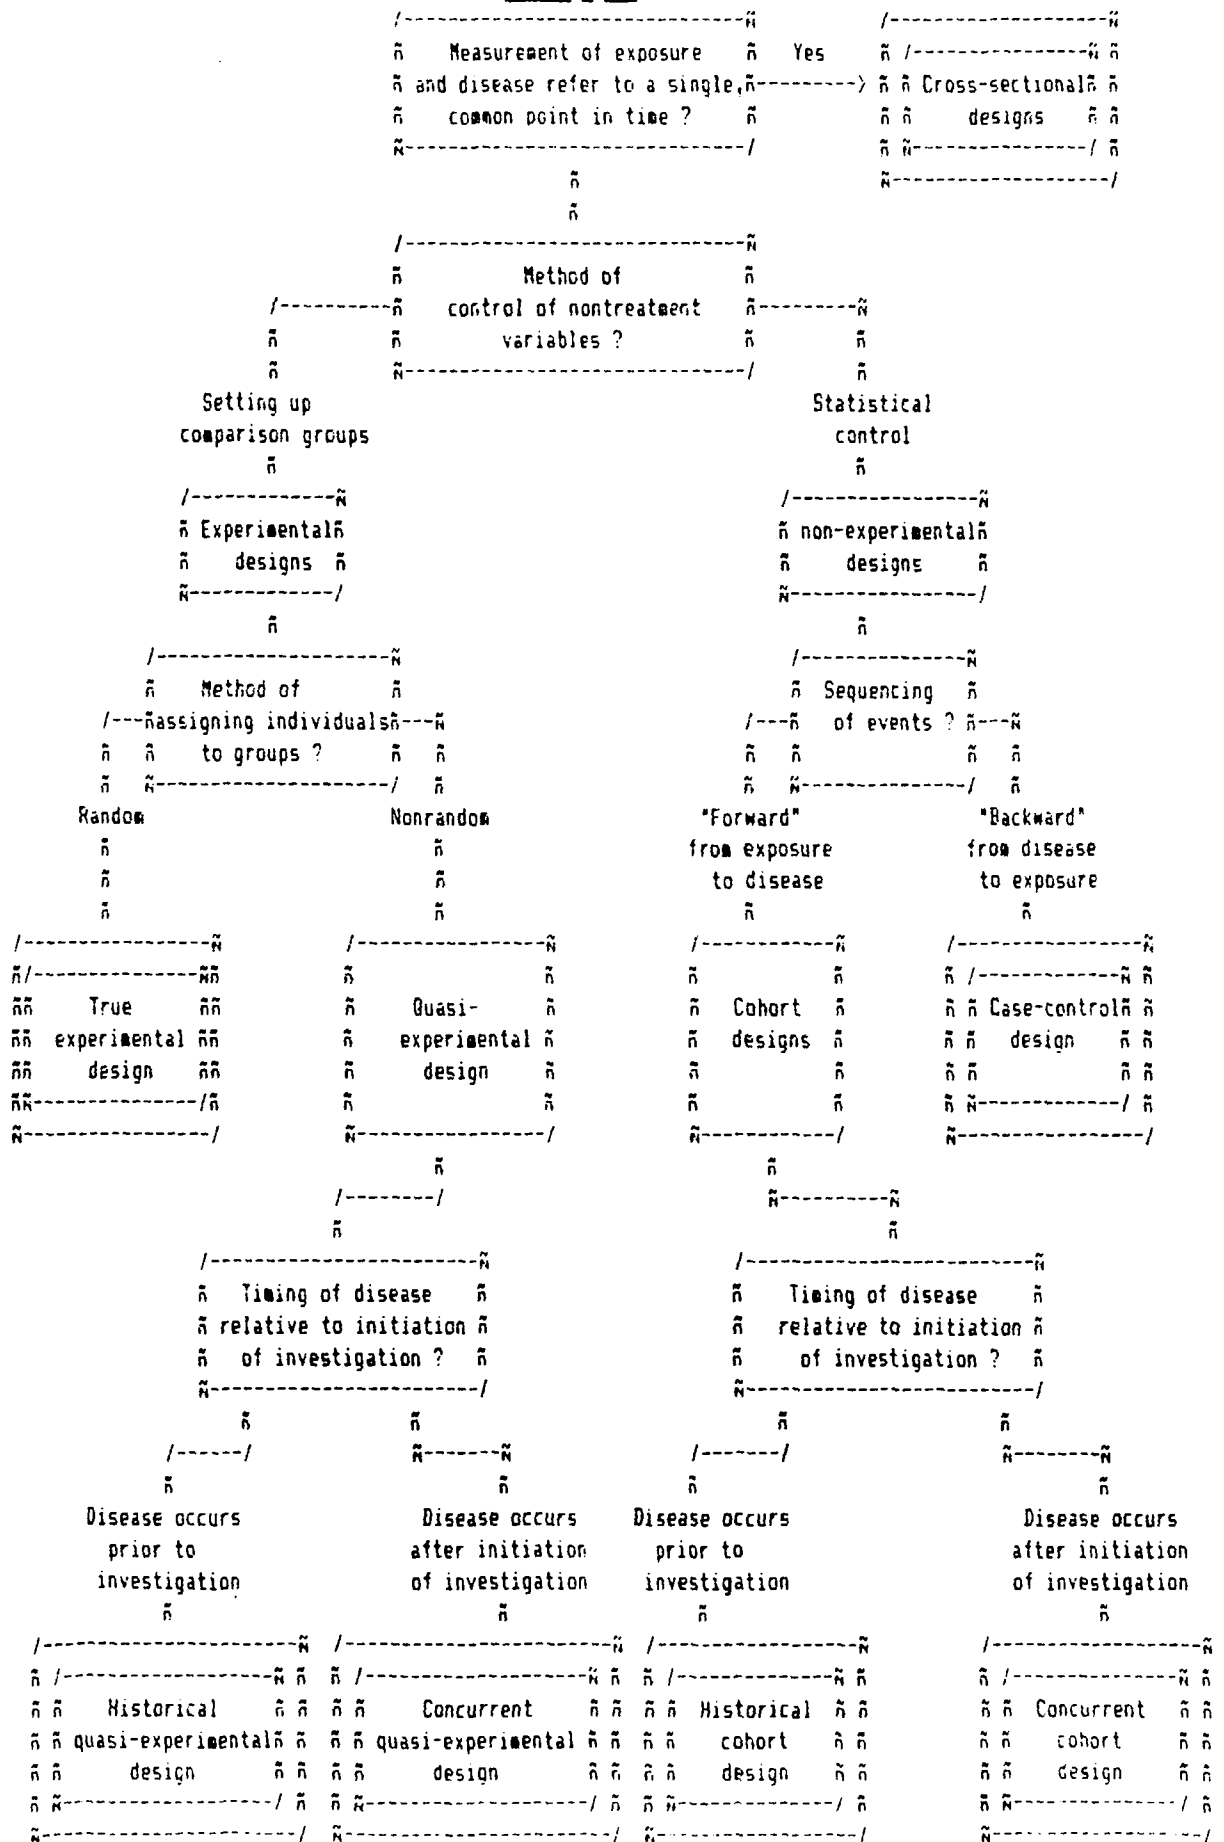 Measurement of exposure
and disease refer to a single,
common point in time ?
Yes
Cross-sectional
designs
Method of
control of nontreatment
variables ?
Setting up
comparison groups
Statistical
control
Experimental
designs
non-experimental
designs
Method of
assigning individuals
to groups ?
Sequencing
of events ?
Random
Nonrandom
"Forward"
from exposure
to disease
"Backward"
from disease
to exposure
True
experimental
design
Quasi-
experimental
design
Cohort
designs
Case-control
design
Timing of disease
relative to initiation
of investigation ?
Timing of disease
relative to initiation
of investigation ?
Disease occurs
prior to
investigation
Disease occurs
after initiation
of investigation
Disease occurs
prior to
investigation
Disease occurs
after initiation
of investigation
Historical
quasi-experimental
design
Concurrent
quasi-experimental
design
Historical
cohort
design
Concurrent
cohort
design